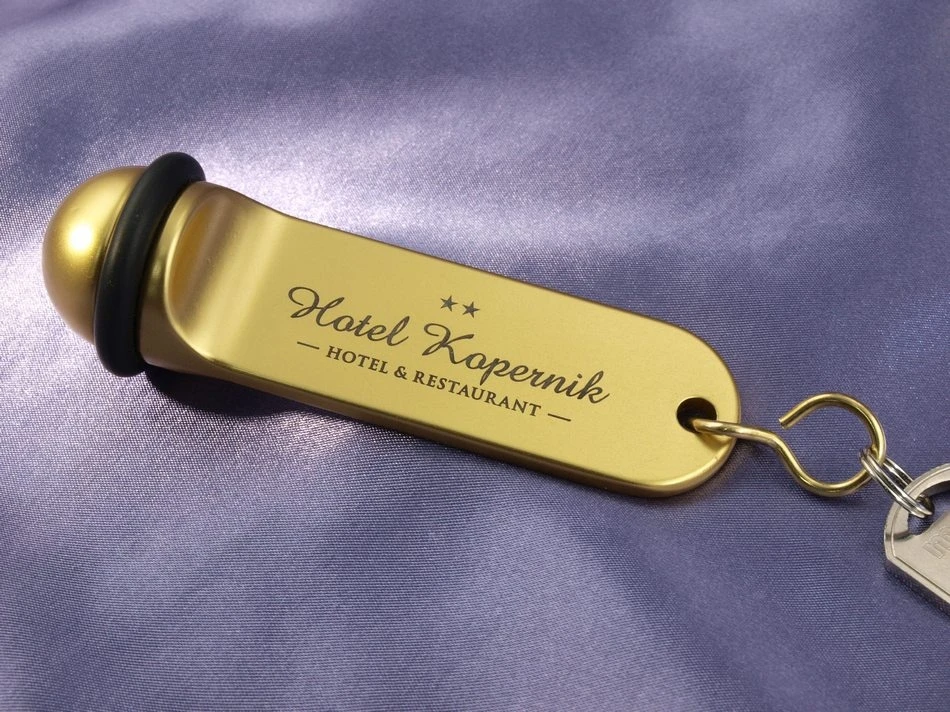 ★★
Hotel Kopernik
— HOTEL & RESTAURANT —